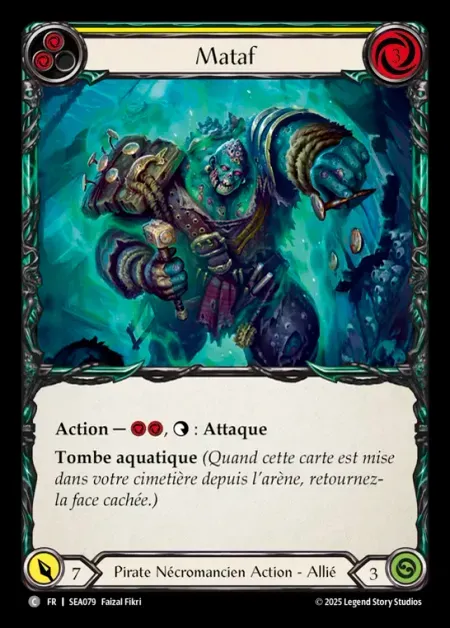 3
Mataf
Action — , : Attaque
Tombe aquatique (Quand cette carte est mise
dans votre cimetière depuis l'arène, retournez-
la face cachée.)
7 Pirate Nécromancien Action - Allié 3
C FR | SEA079 Faizal Fikri © 2025 Legend Story Studios